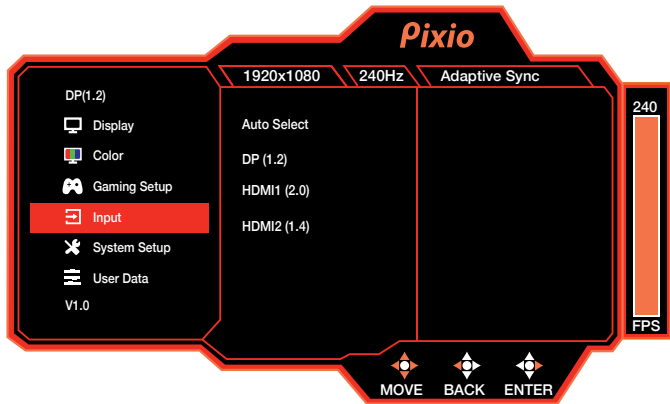 Pixio
1920x1080 240Hz Adaptive Sync
DP(1.2)
Display
Color
Gaming Setup
Input
System Setup
User Data
V1.0
Auto Select
DP (1.2)
HDMI1 (2.0)
HDMI2 (1.4)
240
FPS
MOVE BACK ENTER